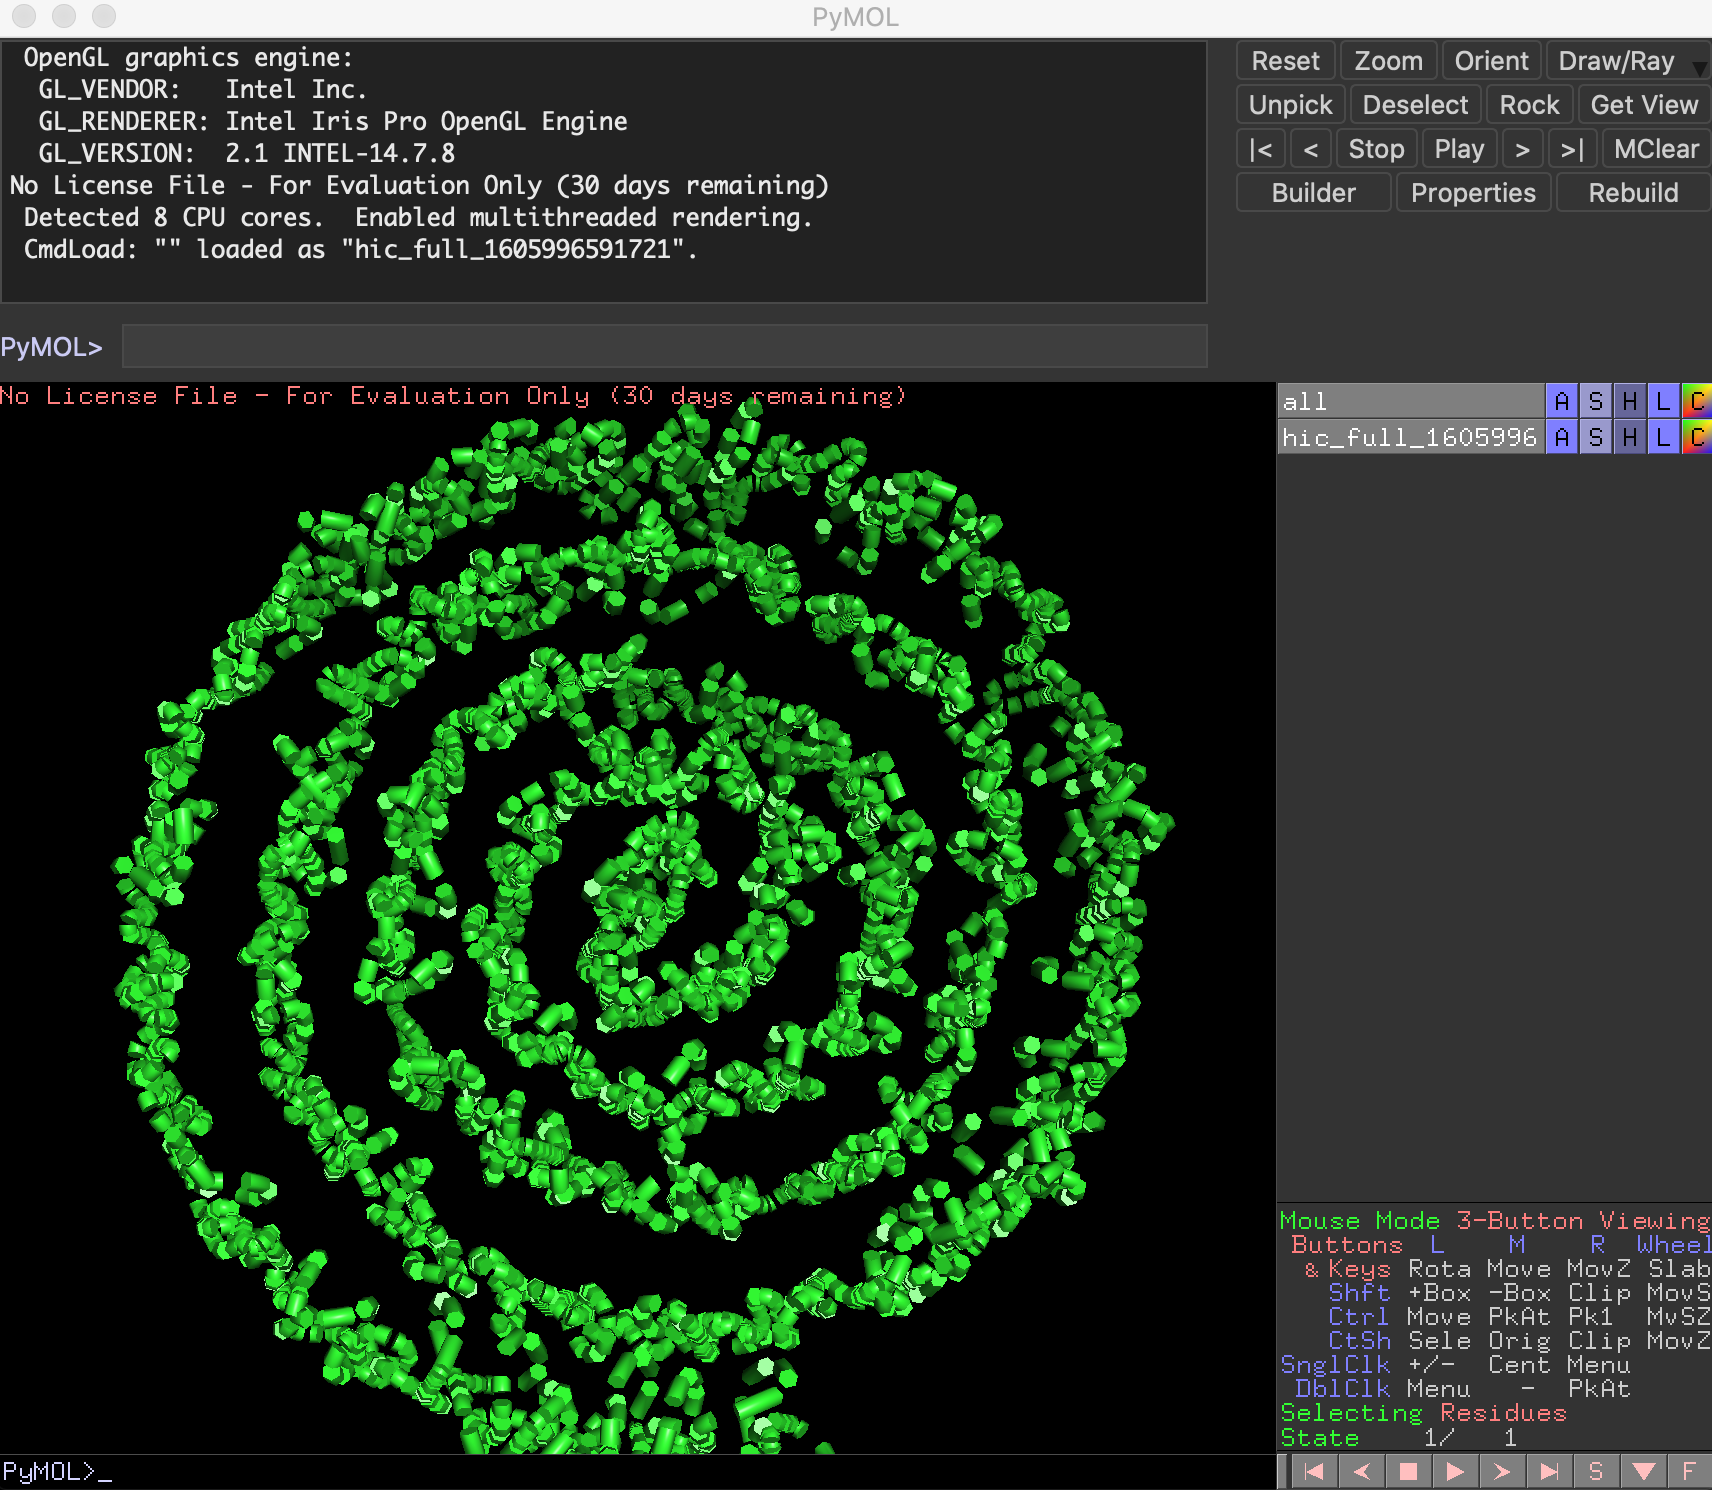 PyMOL
OpenGL graphics engine:
GL_VENDOR:   Intel Inc.
GL_RENDERER: Intel Iris Pro OpenGL Engine
GL_VERSION:  2.1 INTEL-14.7.8
No License File - For Evaluation Only (30 days remaining)
Detected 8 CPU cores.  Enabled multithreaded rendering.
CmdLoad: "" loaded as "hic_full_1605996591721".
Reset Zoom Orient Draw/Ray
Unpick Deselect Rock Get View
|< < Stop Play > >| MClear
Builder Properties Rebuild
PyMOL>
No License File - For Evaluation Only (30 days remaining)
all A S H L C
hic_full_1605996 A S H L C
Mouse Mode 3-Button Viewing
Buttons L M R Wheel
& Keys Rota Move MovZ Slab
Shft +Box -Box Clip MovS
Ctrl Move PkAt Pk1 MvSZ
CtSh Sele Orig Clip MovZ
SnglClk +/- Cent Menu
DblClk Menu - PkAt
Selecting Residues
State 1/ 1
PyMOL>_
S F